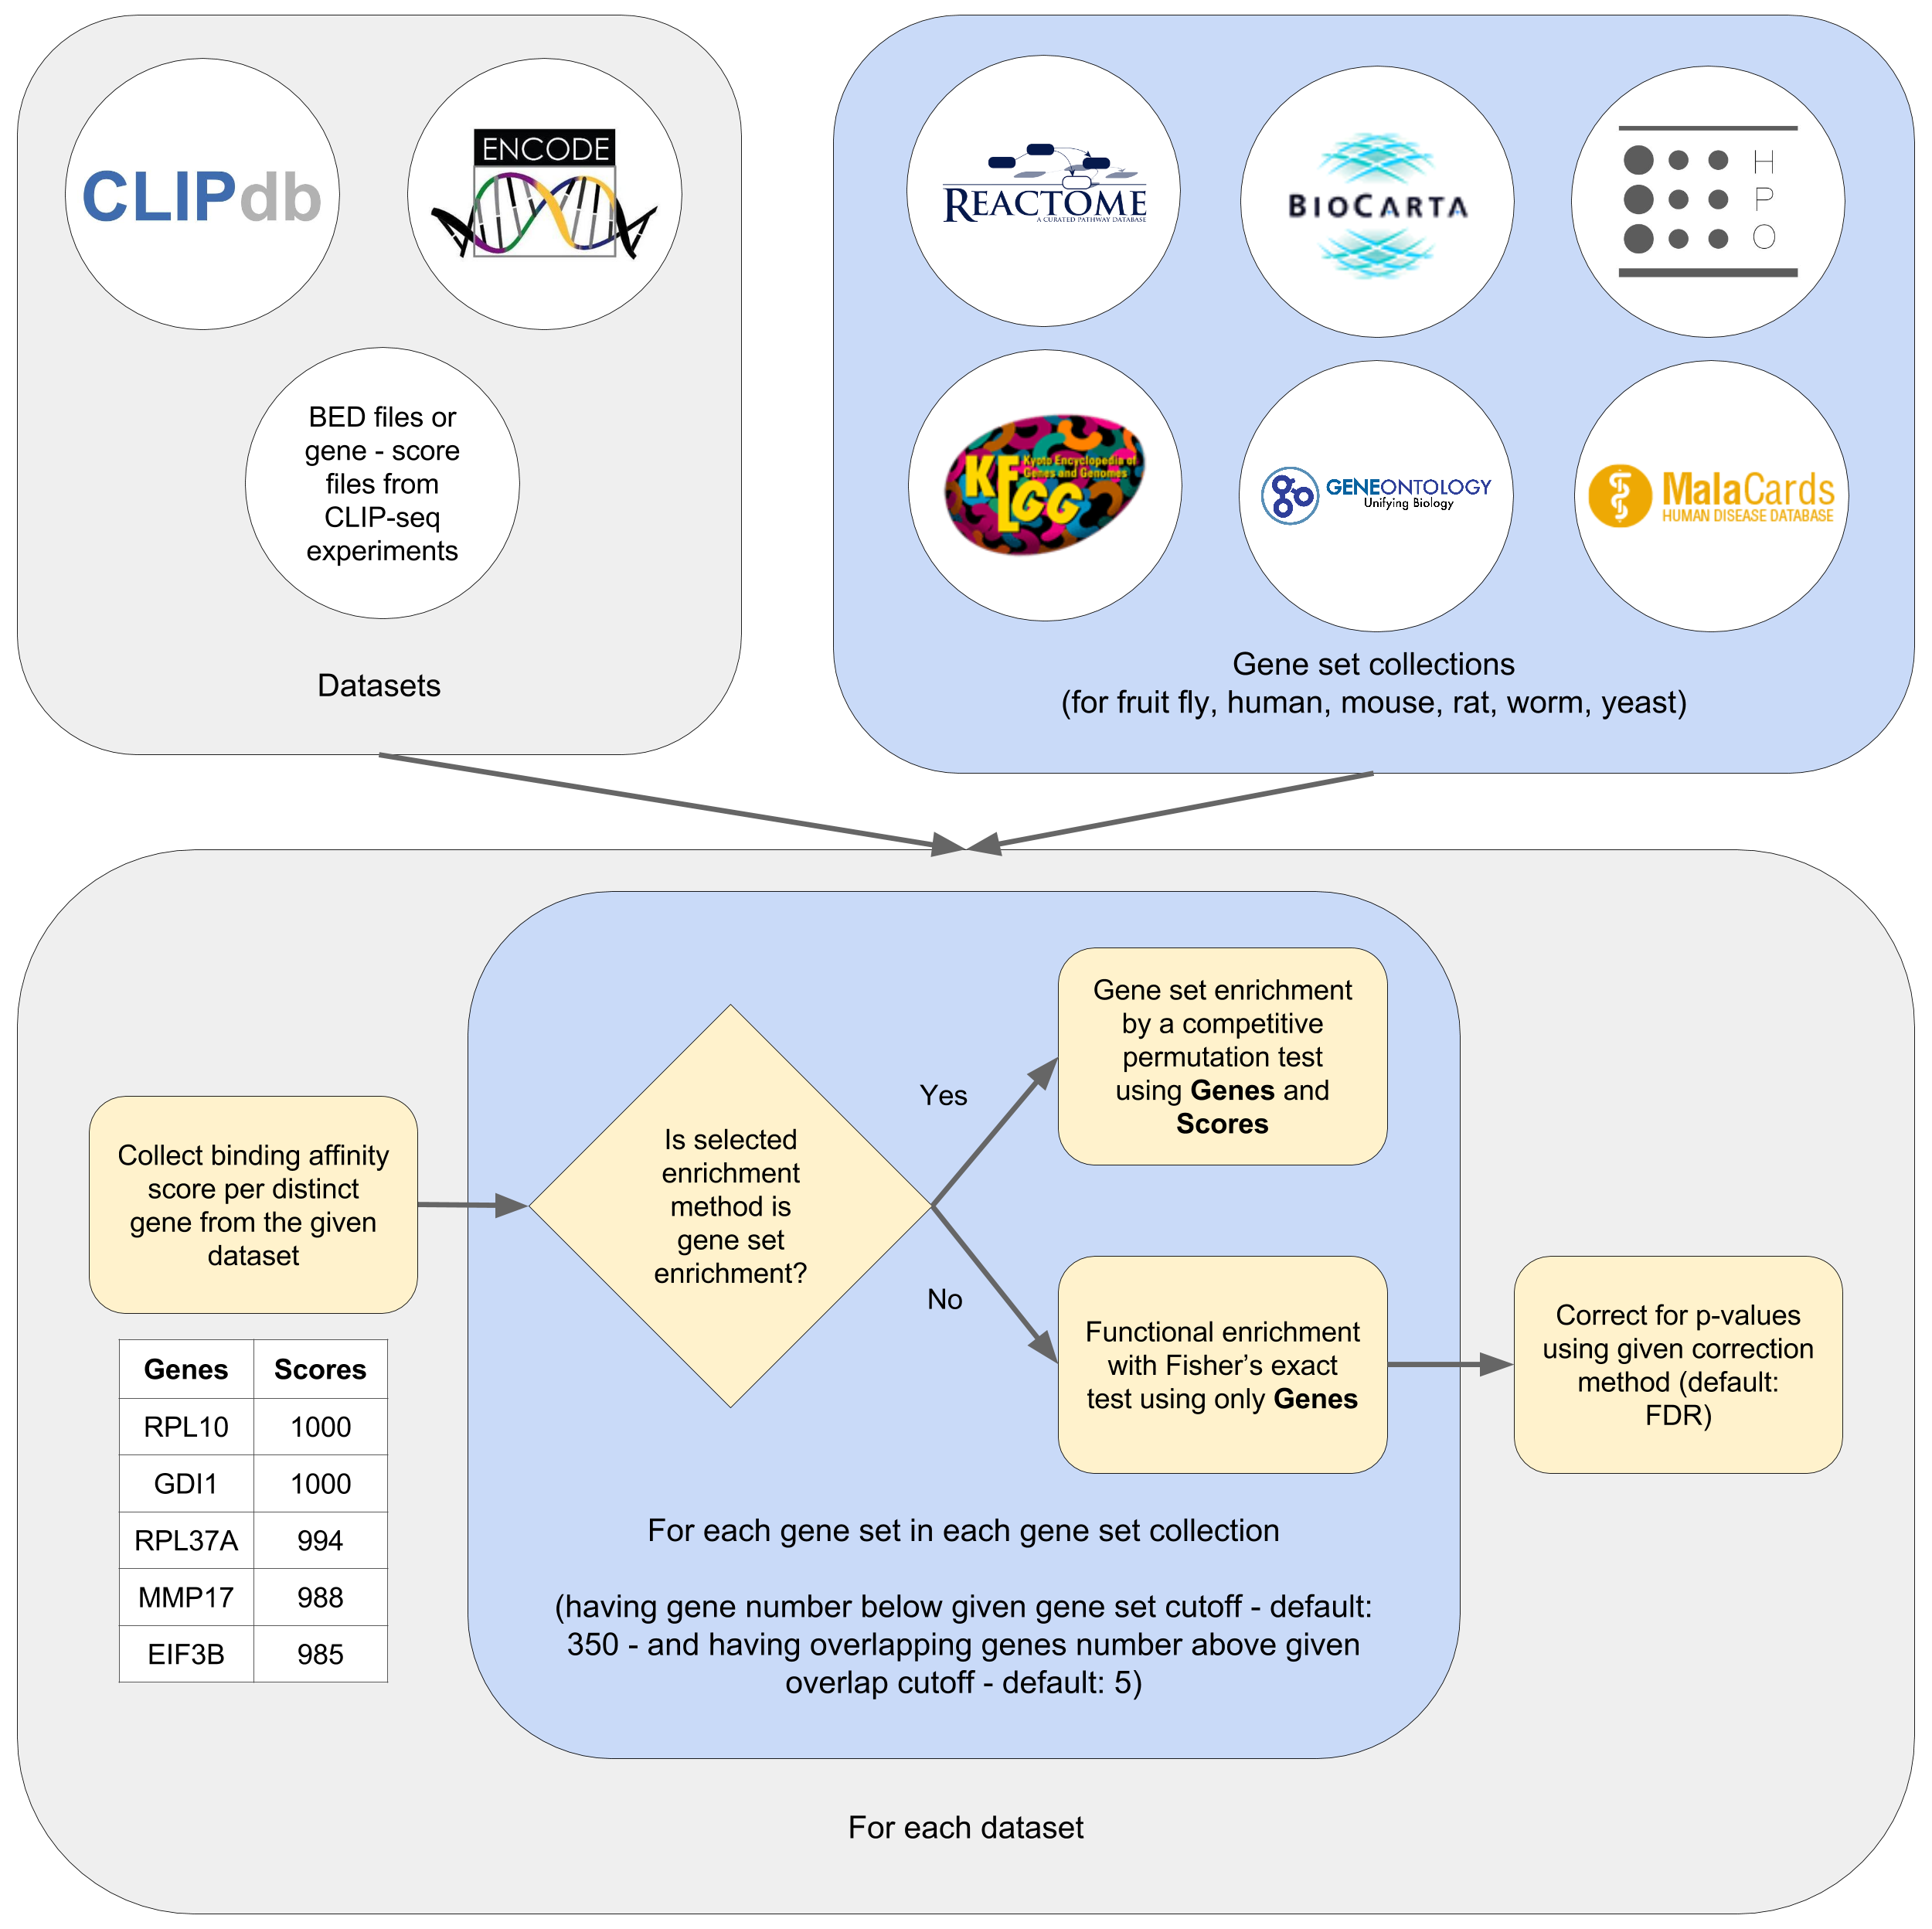 CLIPdb
ENCODE
BED files or
gene - score
files from
CLIP-seq
experiments
Datasets
REACTOME
A CURATED PATHWAY DATABASE
BIOCARTA
H
P
O
KEGG
Kyoto Encyclopedia of
Genes and Genomes
go
GENEONTOLOGY
Unifying Biology
MalaCards
HUMAN DISEASE DATABASE
Gene set collections
(for fruit fly, human, mouse, rat, worm, yeast)
Collect binding affinity
score per distinct
gene from the given
dataset
Genes Scores
RPL10 1000
GDI1 1000
RPL37A 994
MMP17 988
EIF3B 985
Is selected
enrichment
method is
gene set
enrichment?
Yes
No
Gene set enrichment
by a competitive
permutation test
using Genes and
Scores
Functional enrichment
with Fisher’s exact
test using only Genes
Correct for p-values
using given correction
method (default:
FDR)
For each gene set in each gene set collection
(having gene number below given gene set cutoff - default:
350 - and having overlapping genes number above given
overlap cutoff - default: 5)
For each dataset